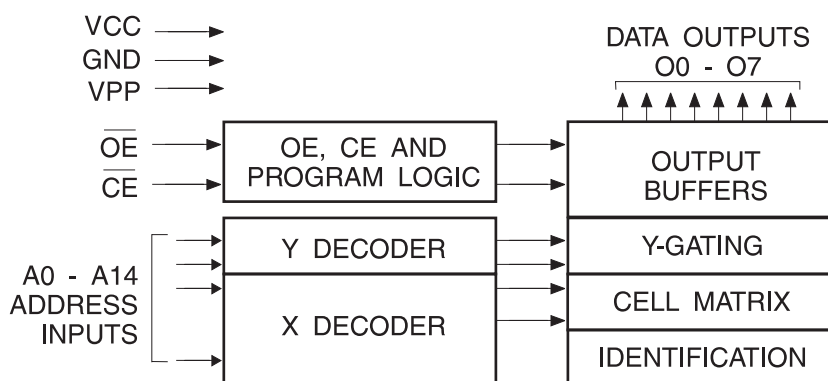 VCC
GND
VPP
DATA OUTPUTS
O0 - O7
OE
CE
OE, CE AND
PROGRAM LOGIC
OUTPUT
BUFFERS
A0 - A14
ADDRESS
INPUTS
Y DECODER
Y-GATING
X DECODER
CELL MATRIX
IDENTIFICATION